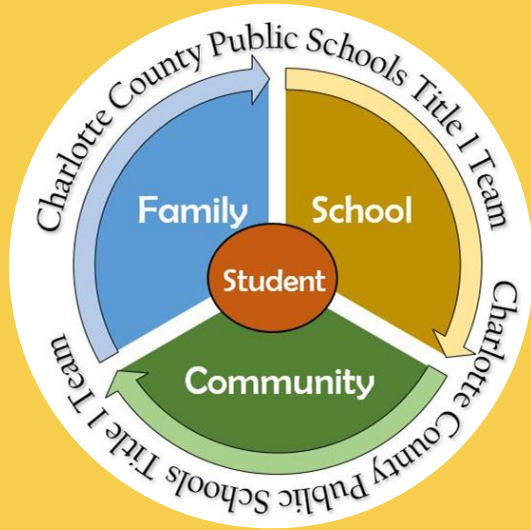 Charlotte County Public Schools Title I Team
Family
School
Student
Community
Charlotte County Public Schools Title I Team